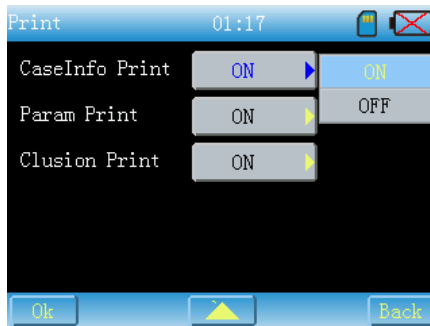 Print 01:17
CaseInfo Print ON ON
Param Print ON OFF
Clusion Print ON
Ok Back